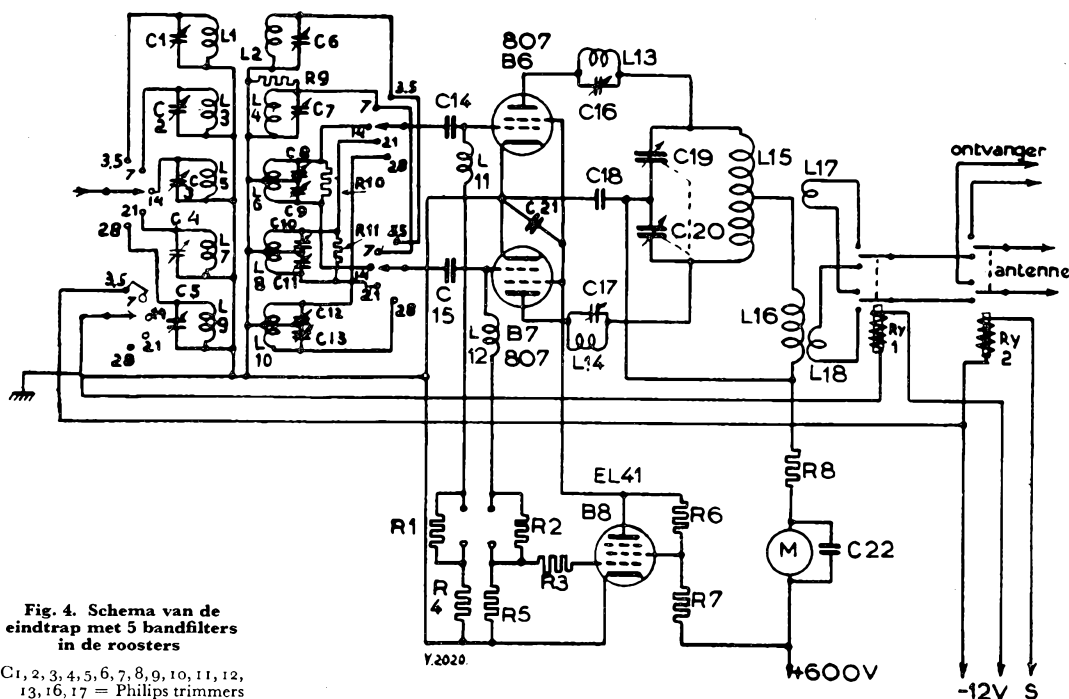 C1
L1
L2
C6
R9
C2
L3
L4
C7
3.5
7
14
21
28
C3
L5
L6
C8
C9
R10
C4
L7
L8
C10
C11
R11
C5
L9
L10
C12
C13
3.5
7
14
21
28
3.5
7
14
21
28
3.5
7
14
21
28
C14
L11
C15
L12
807
B6
C21
B7
807
L13
C16
C17
L14
C18
C19
C20
L15
L16
L17
L18
ontvanger
antenne
Ry 1
Ry 2
R1
R2
R3
R4
R5
EL41
B8
R6
R7
R8
M
C22
+600V
-12V
S
Y.2020.
Fig. 4. Schema van de
eindtrap met 5 bandfilters
in de roosters
C1, 2, 3, 4, 5, 6, 7, 8, 9, 10, 11, 12,
13, 16, 17 = Philips trimmers